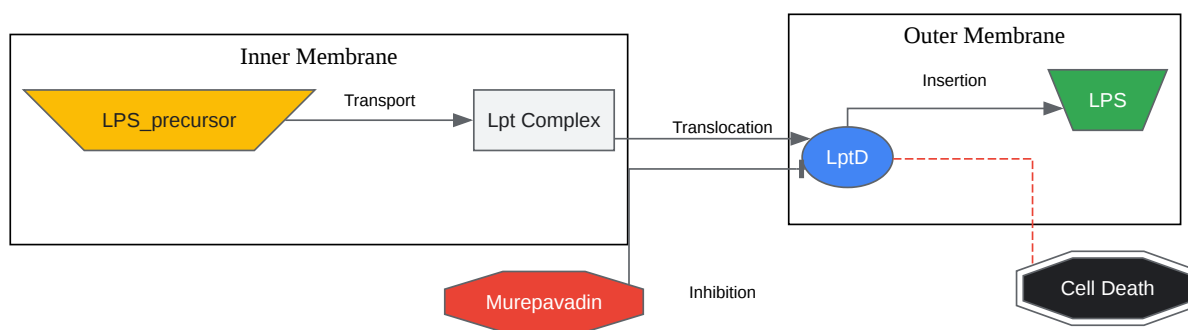 Inner Membrane
Outer Membrane
LPS_precursor
Transport
Lpt Complex
Translocation
LptD
Insertion
LPS
Murepavadin
Inhibition
Cell Death